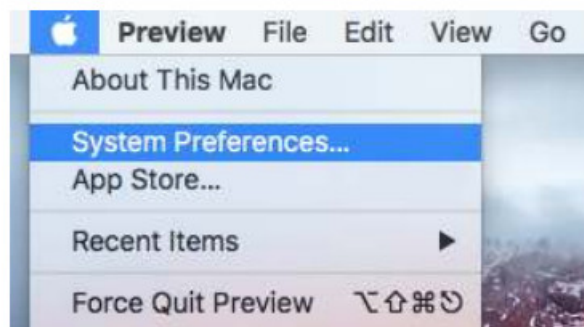 Preview File Edit View Go
About This Mac
System Preferences...
App Store...
Recent Items
Force Quit Preview ⌥⇧⌘⎋